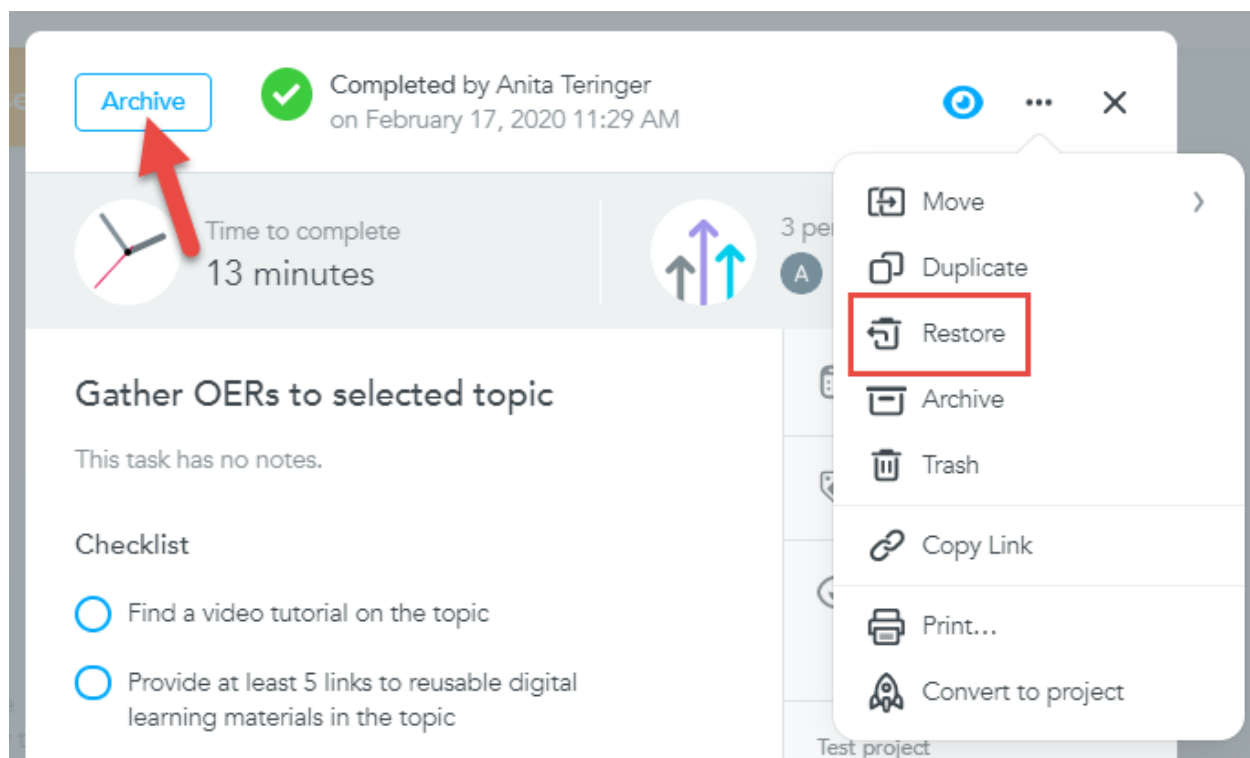 Archive
Completed by Anita Teringer
on February 17, 2020 11:29 AM
Time to complete
13 minutes
3
A
Gather OERs to selected topic
This task has no notes.
Checklist
Find a video tutorial on the topic
Provide at least 5 links to reusable digital
learning materials in the topic
Move
Duplicate
Restore
Archive
Trash
Copy Link
Print...
Convert to project
Test project